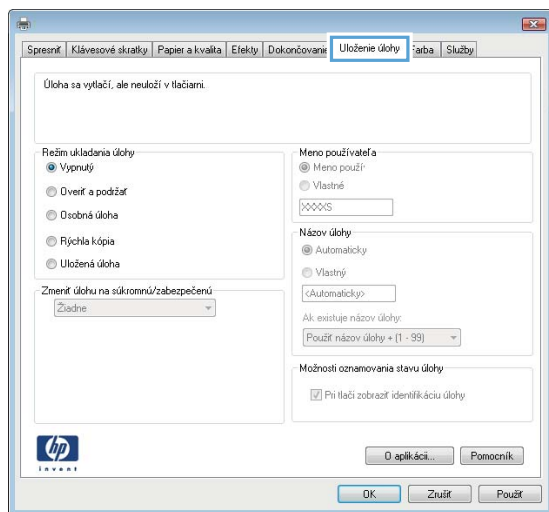 Spresniť Klávesové skratky Papier a kvalita Efekty Dokončovanie Uloženie úlohy Farba Služby
Úloha sa vytlačí, ale neuloží v tlačiarni.
Režim ukladania úlohy
Vypnutý
Overiť a podržať
Osobná úloha
Rýchla kópia
Uložená úloha
Zmeniť úlohu na súkromnú/zabezpečenú
Žiadne
Meno používateľa
Meno použí
Vlastné
XXXXS
Názov úlohy
Automaticky
Vlastný
<Automaticky>
Ak existuje názov úlohy:
Použiť názov úlohy + (1 - 99)
Možnosti oznamovania stavu úlohy
Pri tlači zobraziť identifikáciu úlohy
hp
invent
O aplikácii... Pomocník
OK Zrušiť Použiť